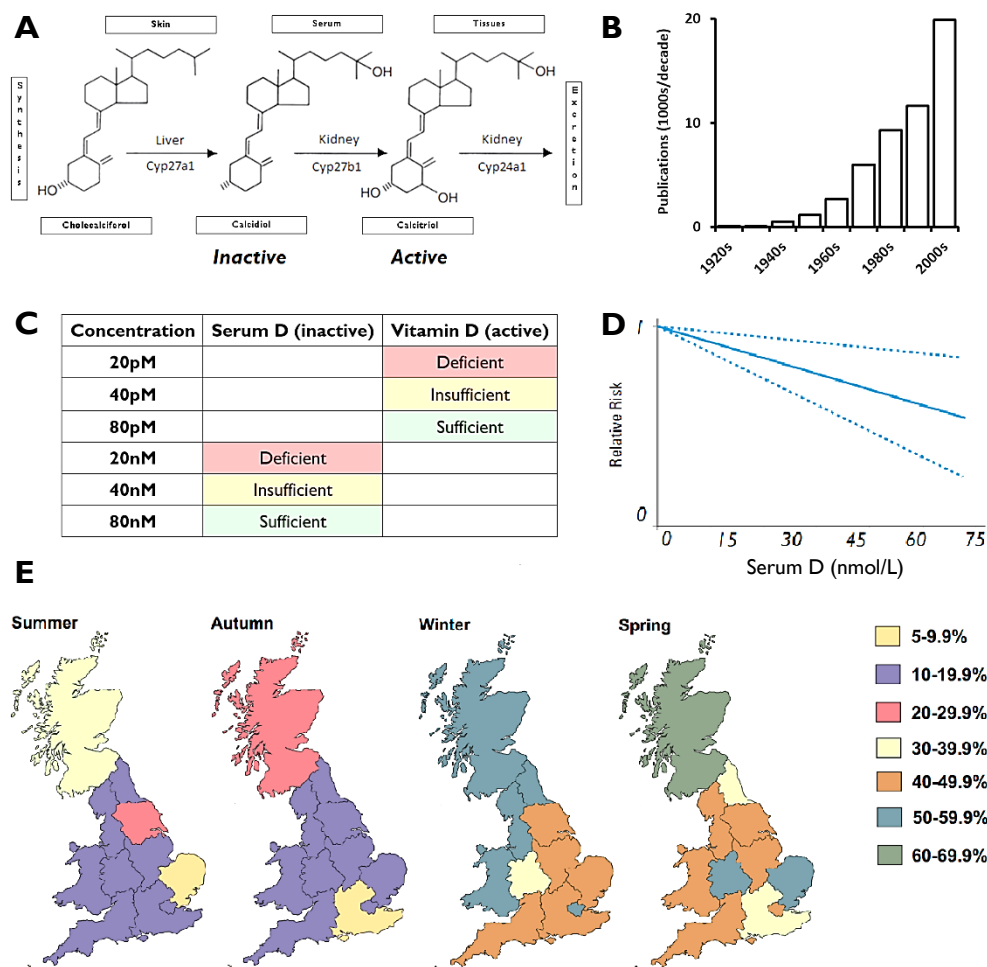 A
Skin
Serum
Tissues
Synthesis
OH
OH
Liver
Cyp27a1
Kidney
Cyp27b1
Kidney
Cyp24a1
Excretion
HO
HO
OH
Cholecalciferol
Calcidiol
Calcitriol
Inactive
Active
B
Publications (1000s/decade)
20
10
0
1920s
1940s
1960s
1980s
2000s
C
Concentration Serum D (inactive) Vitamin D (active)
20pM Deficient
40pM Insufficient
80pM Sufficient
20nM Deficient
40nM Insufficient
80nM Sufficient
D
1
Relative Risk
0
0 15 30 45 60 75
Serum D (nmol/L)
E
Summer Autumn Winter Spring
5-9.9%
10-19.9%
20-29.9%
30-39.9%
40-49.9%
50-59.9%
60-69.9%